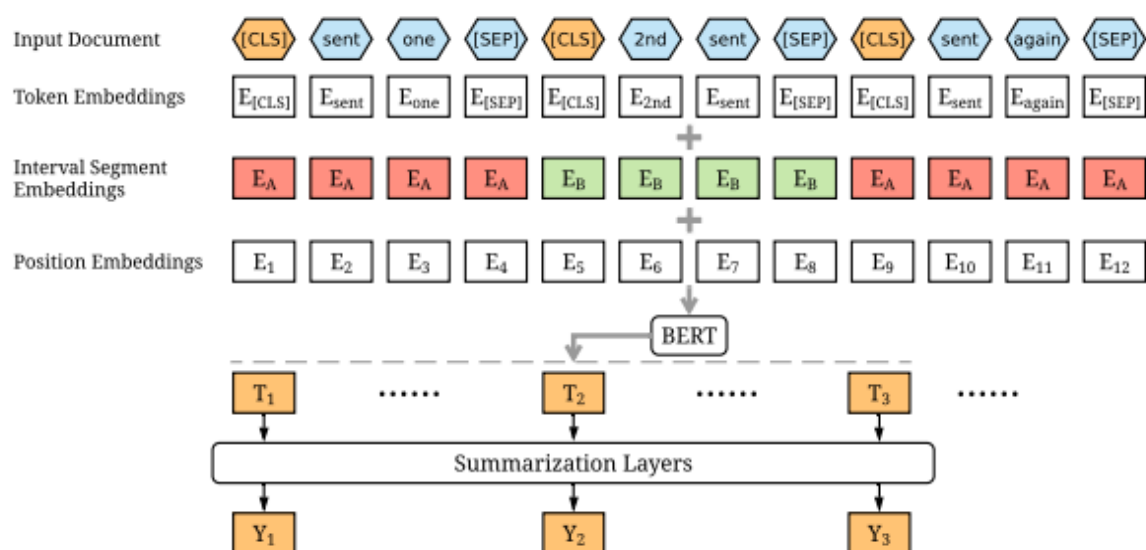 Input Document [CLS] sent one [SEP] [CLS] 2nd sent [SEP] [CLS] sent again [SEP]
Token Embeddings E[CLS] Esent Eone E[SEP] E[CLS] E2nd Esent E[SEP] E[CLS] Esent Eagain E[SEP]
+
Interval Segment
Embeddings EA EA EA EA EB EB EB EB EA EA EA EA
+
Position Embeddings E1 E2 E3 E4 E5 E6 E7 E8 E9 E10 E11 E12
BERT
T1 ...... T2 ...... T3 ......
Summarization Layers
Y1 Y2 Y3